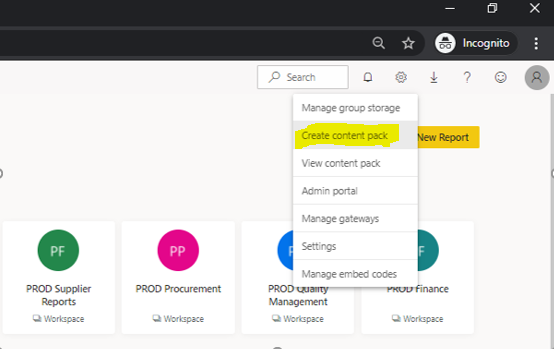 Incognito
Search
?
Manage group storage
Create content pack
New Report
View content pack
Admin portal
Manage gateways
Settings
Manage embed codes
PF
PP
F
PROD Supplier
Reports
PROD Procurement
PROD Quality
Management
PROD Finance
Workspace
Workspace
Workspace
Workspace